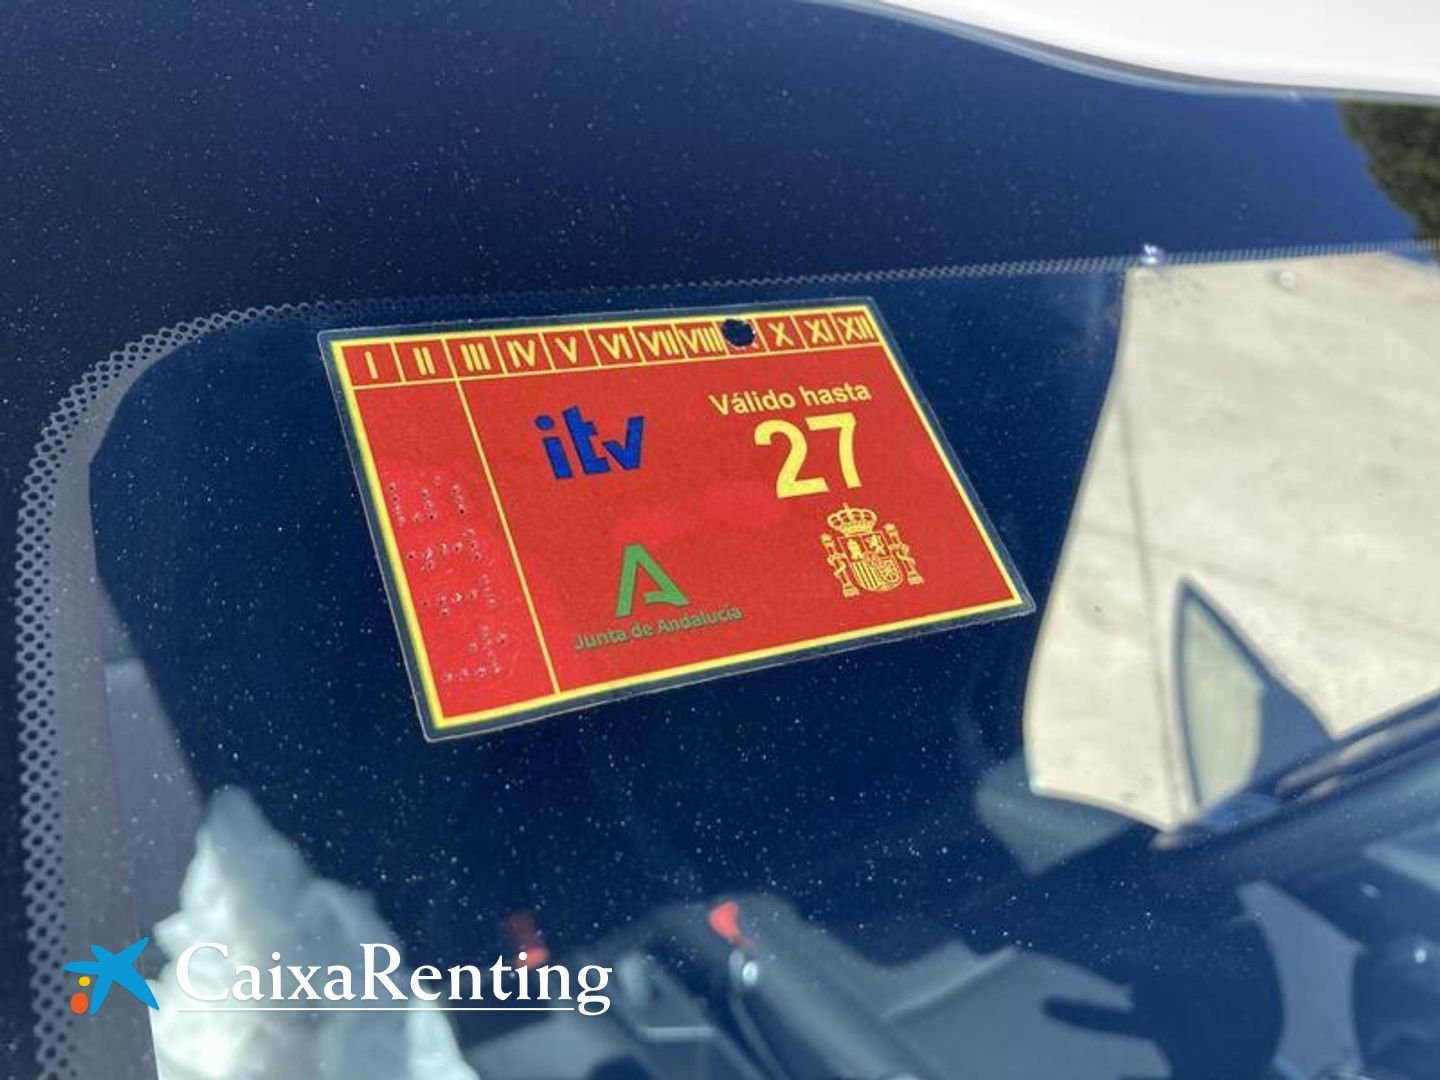 I II III IV V VI VII VIII X XI XII
itv
Válido hasta
27
Junta de Andalucía
CaixaRenting